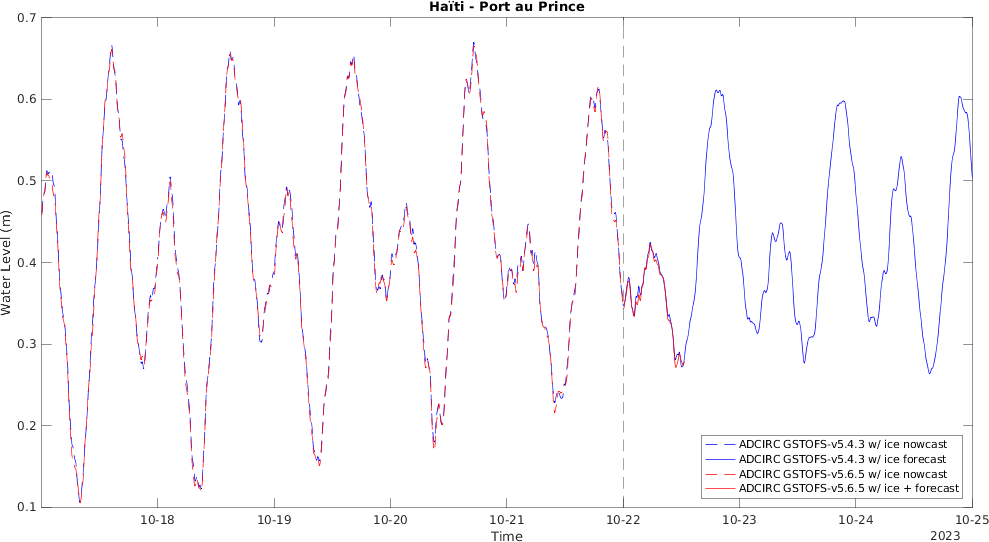 Haïti - Port au Prince
0.7
0.6
0.5
0.4
0.3
0.2
0.1
Water Level (m)
10-18 10-19 10-20 10-21 10-22 10-23 10-24 10-25
Time
2023
ADCIRC GSTOFS-v5.4.3 w/ ice nowcast
ADCIRC GSTOFS-v5.4.3 w/ ice forecast
ADCIRC GSTOFS-v5.6.5 w/ ice nowcast
ADCIRC GSTOFS-v5.6.5 w/ ice + forecast